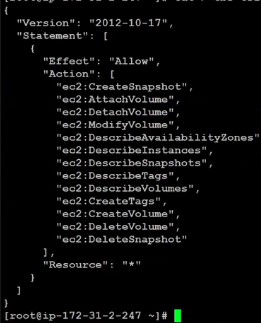 {
  "Version": "2012-10-17",
  "Statement": [
    {
      "Effect": "Allow",
      "Action": [
        "ec2:CreateSnapshot",
        "ec2:AttachVolume",
        "ec2:DetachVolume",
        "ec2:ModifyVolume",
        "ec2:DescribeAvailabilityZones"
        "ec2:DescribeInstances",
        "ec2:DescribeSnapshots",
        "ec2:DescribeTags",
        "ec2:DescribeVolumes",
        "ec2:CreateTags",
        "ec2:CreateVolume",
        "ec2:DeleteVolume",
        "ec2:DeleteSnapshot"
      ],
      "Resource": "*"
    }
  ]
}
[root@ip-172-31-2-247 ~]#